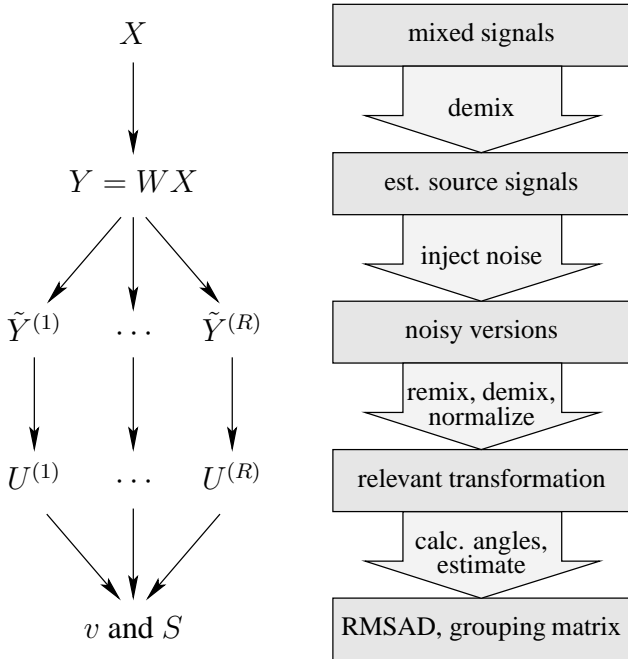 X
mixed signals
demix
Y = WX
est. source signals
inject noise
Ỹ^(1) ⋯ Ỹ^(R)
noisy versions
remix, demix,
normalize
U^(1) ⋯ U^(R)
relevant transformation
calc. angles,
estimate
v and S
RMSAD, grouping matrix